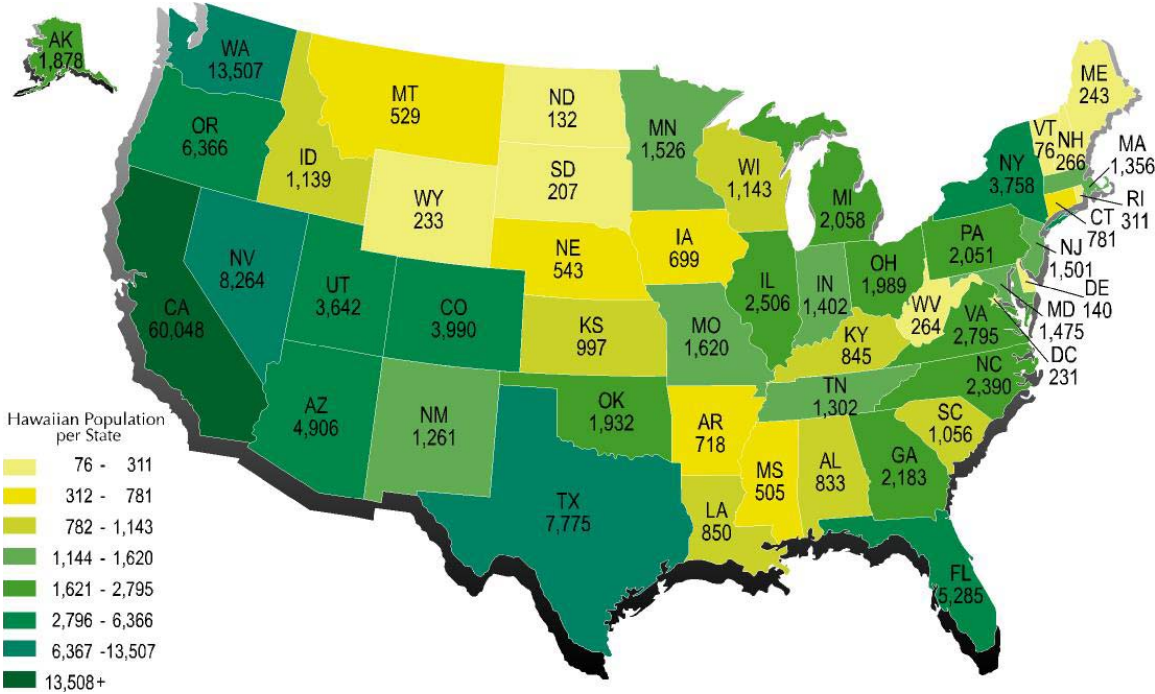 AK
1,878
WA
13,507
OR
6,366
ID
1,139
MT
529
ND
132
SD
207
WY
233
MN
1,526
WI
1,143
MI
2,058
NY
3,758
VT
76
NH
266
ME
243
MA
1,356
RI
311
CT
781
NJ
1,501
PA
2,051
DE
140
MD
1,475
DC
231
CA
60,048
NV
8,264
UT
3,642
CO
3,990
NE
543
IA
699
KS
997
MO
1,620
IL
2,506
IN
1,402
OH
1,989
WV
264
VA
2,795
KY
845
NC
2,390
TN
1,302
SC
1,056
AZ
4,906
NM
1,261
OK
1,932
AR
718
MS
505
AL
833
GA
2,183
TX
7,775
LA
850
FL
5,285
Hawaiian Population
per State
76 - 311
312 - 781
782 - 1,143
1,144 - 1,620
1,621 - 2,795
2,796 - 6,366
6,367 -13,507
13,508+